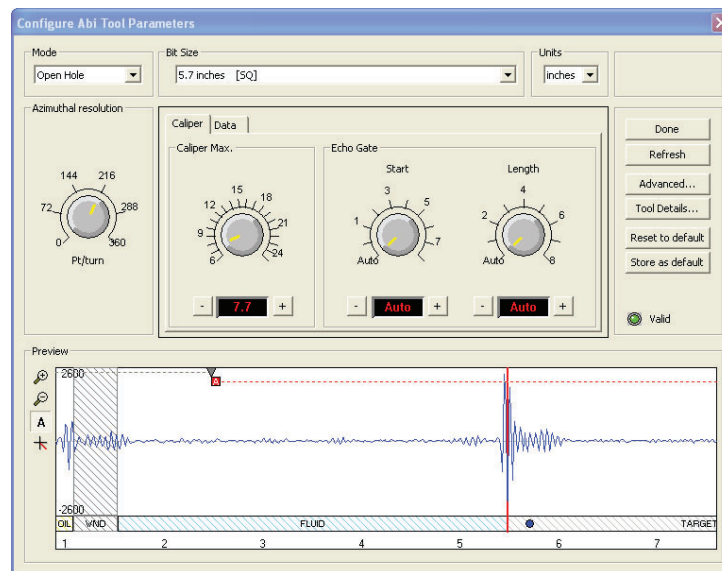 Configure Abi Tool Parameters
Mode
Open Hole
Bit Size
5.7 inches [SQ]
Units
inches
Azimuthal resolution
0
72
144
216
288
360
Pt/turn
Caliper
Data
Caliper Max.
6
9
12
15
18
21
24
- 7.7 +
Echo Gate
Start
Auto
1
3
5
7
- Auto +
Length
Auto
2
4
6
8
- Auto +
Done
Refresh
Advanced...
Tool Details...
Reset to default
Store as default
Valid
Preview
A
2600
A
-2600
OIL WND FLUID TARGET
1 2 3 4 5 6 7